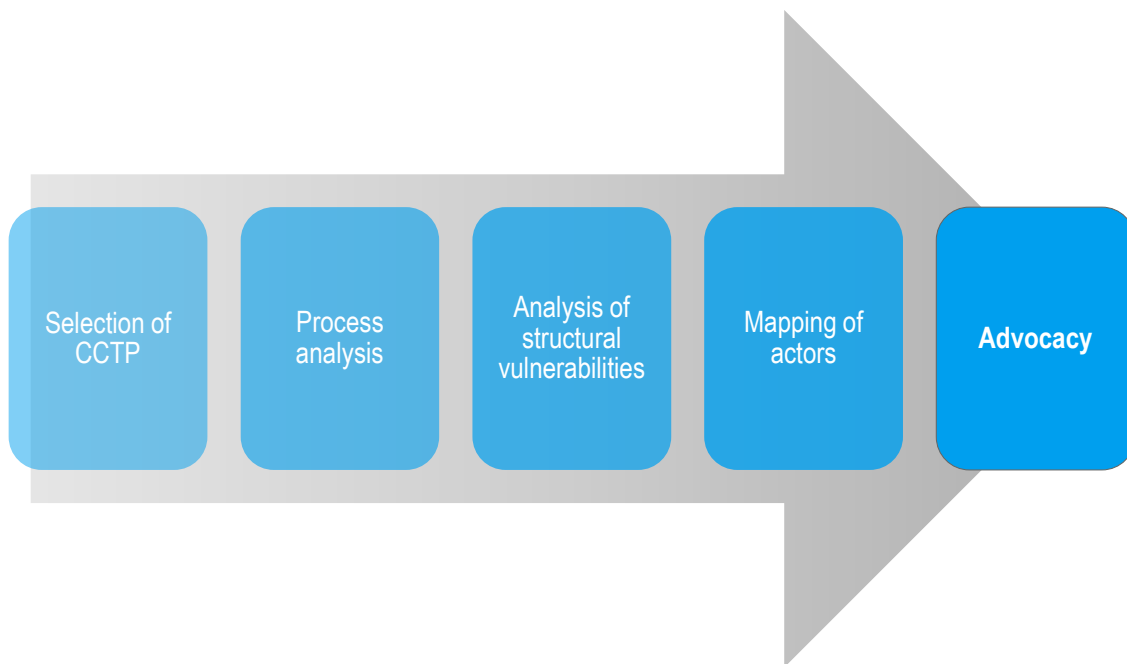 Selection of
CCTP
Process
analysis
Analysis of
structural
vulnerabilities
Mapping of
actors
Advocacy